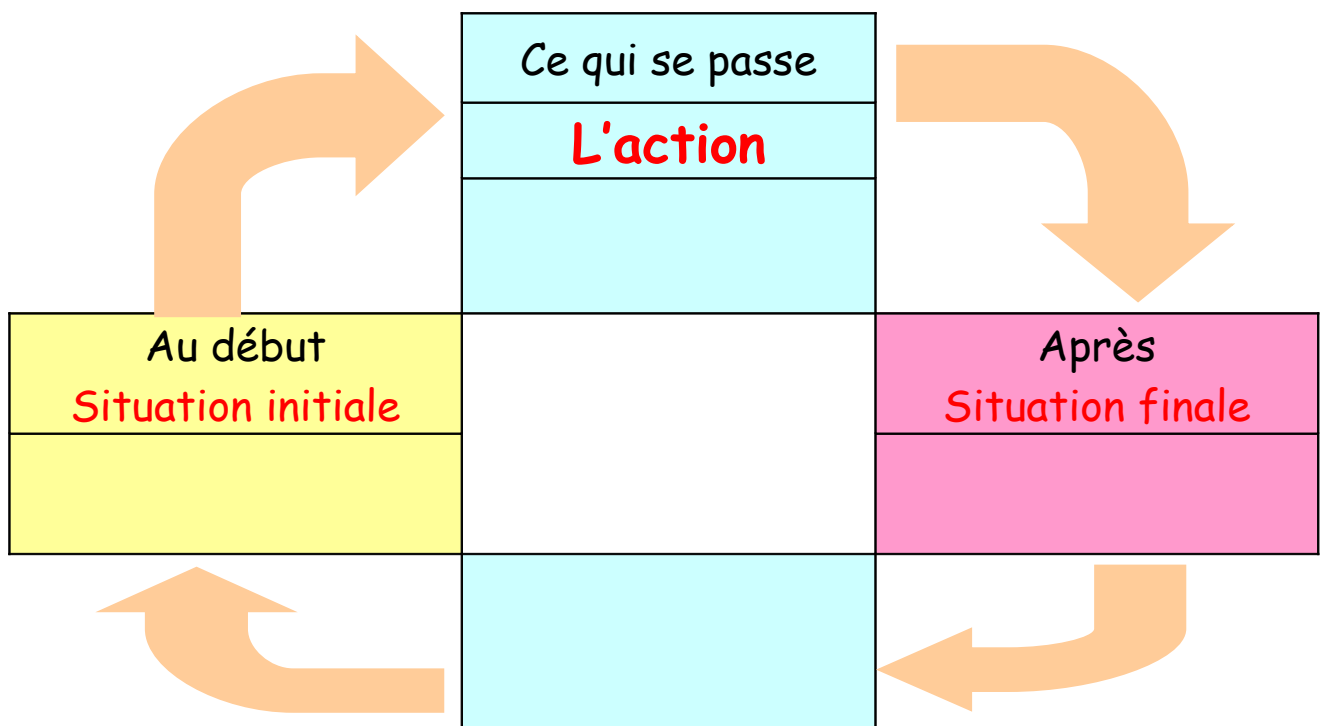 Ce qui se passe
L'action
Au début
Situation initiale
Après
Situation finale